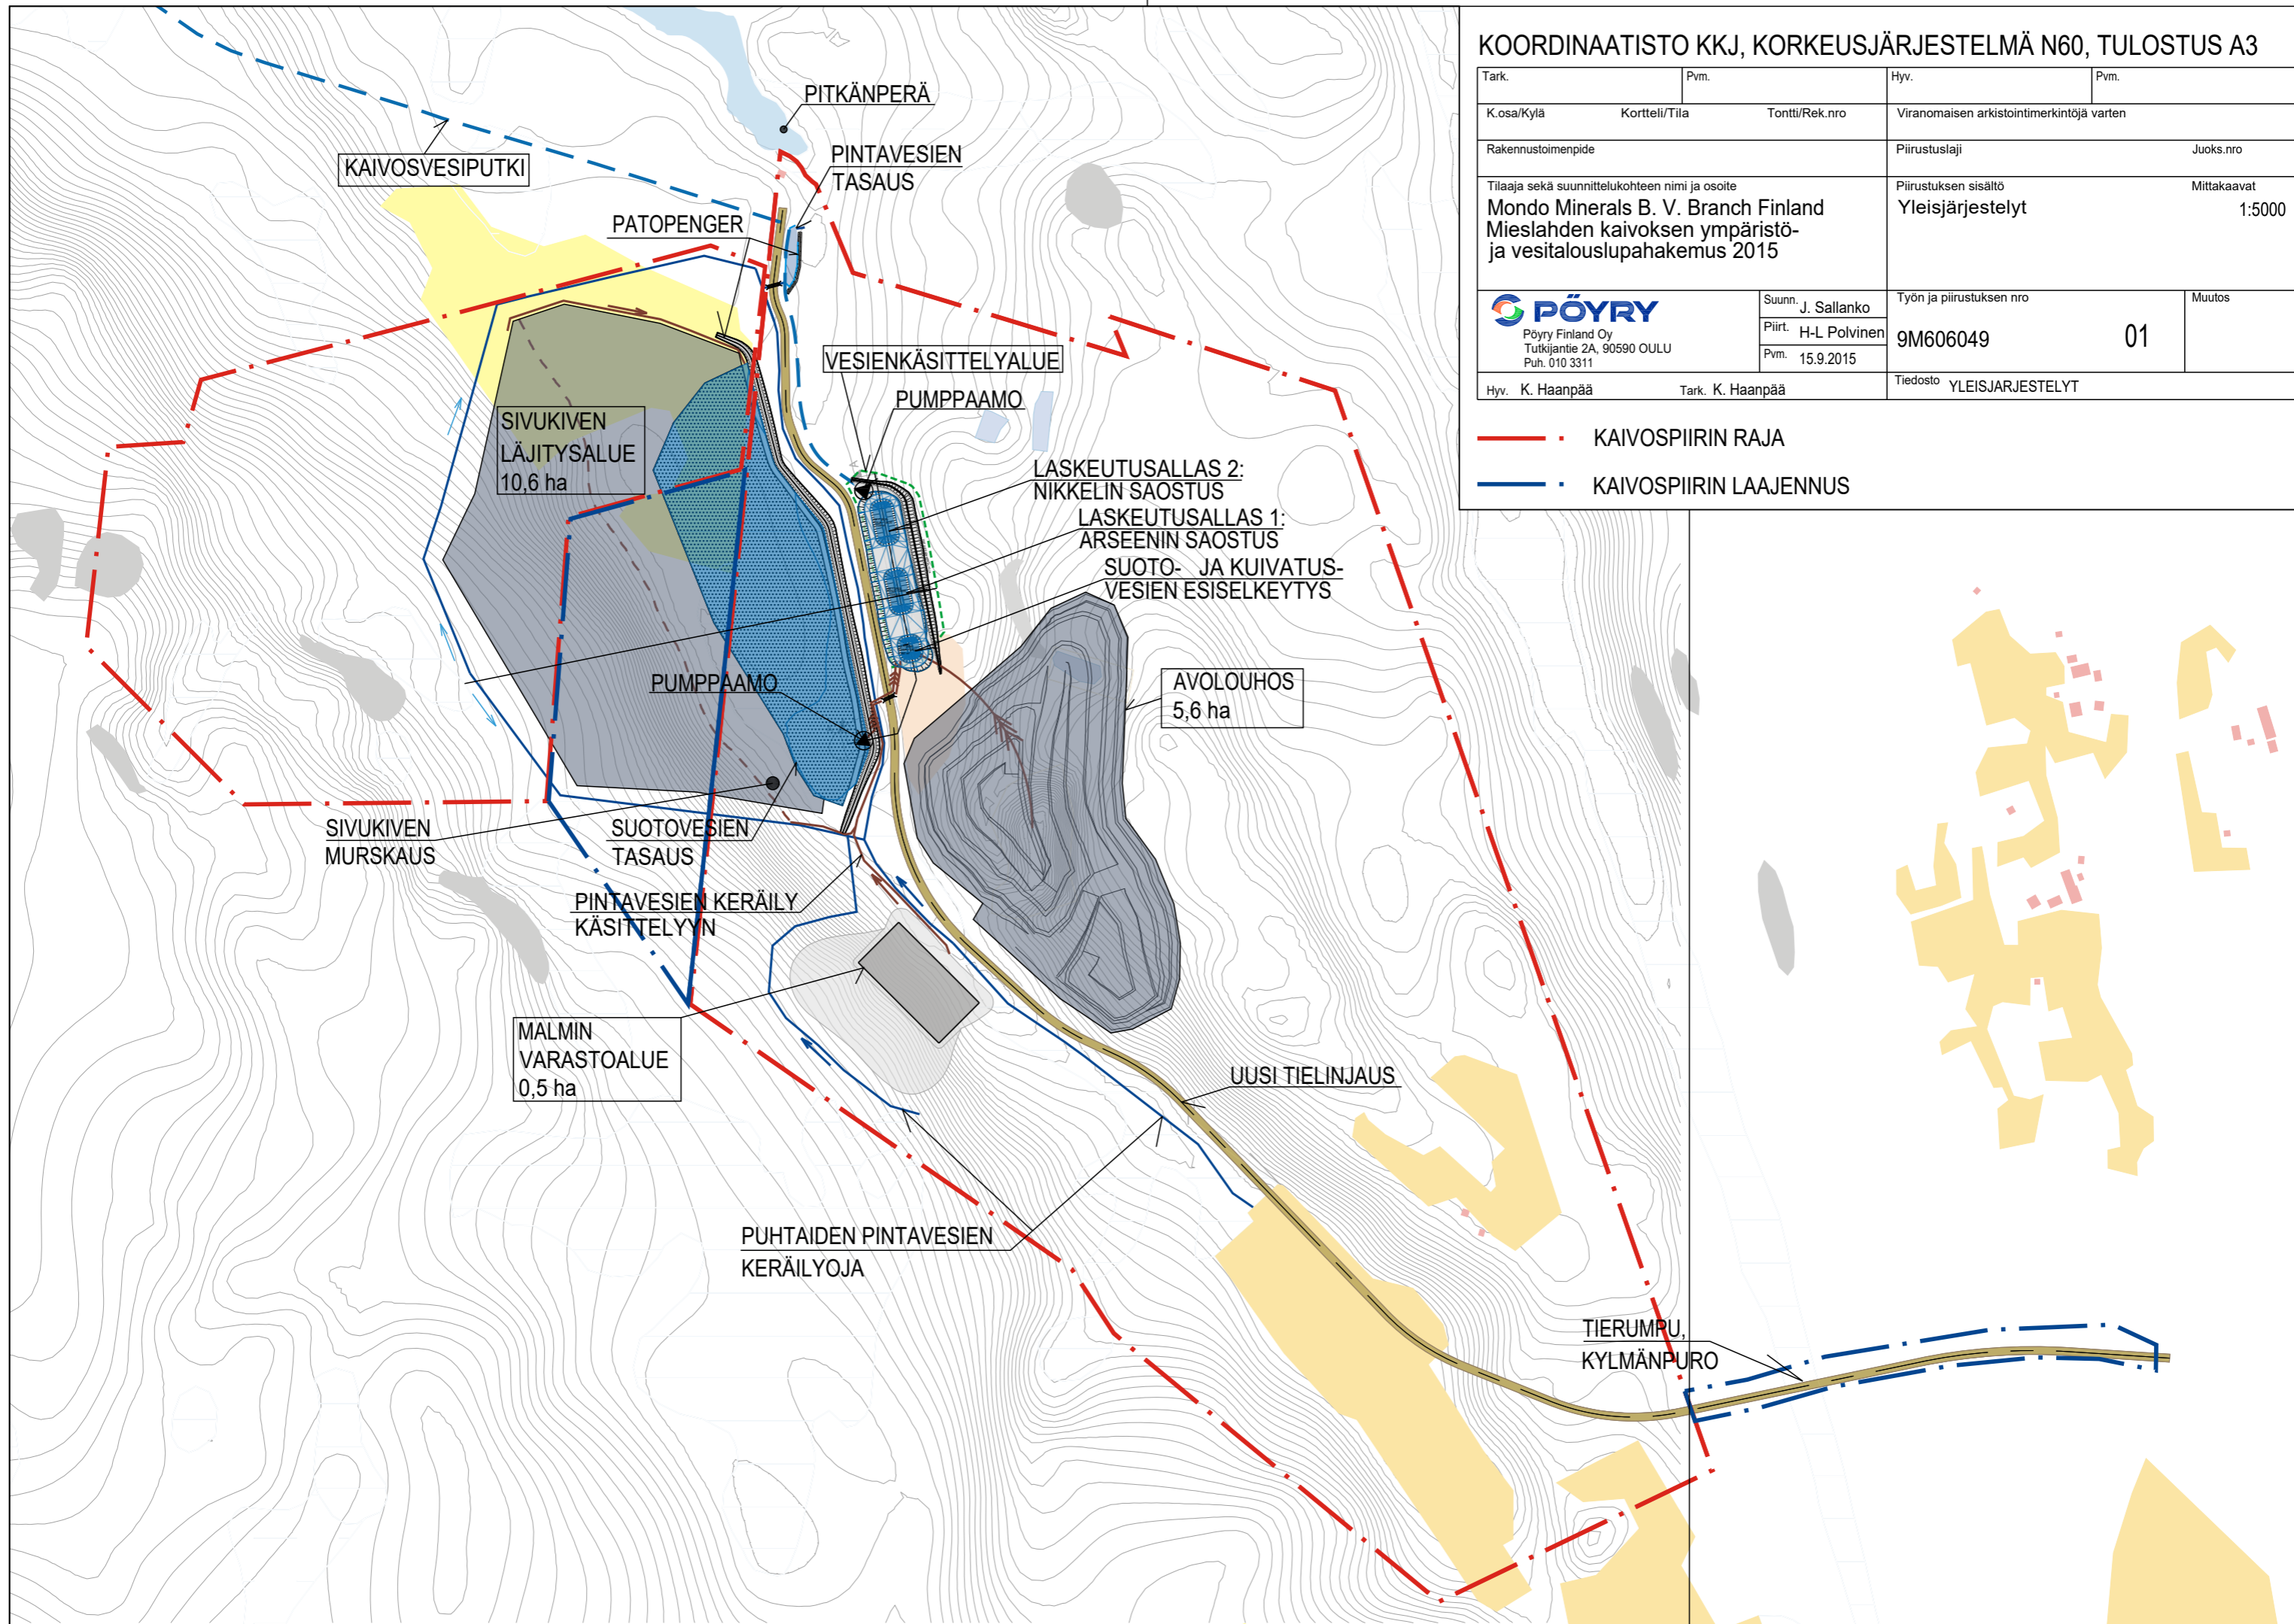 KOORDINAATISTO KKJ, KORKEUSJÄRJESTELMÄ N60, TULOSTUS A3
Tark.
Pvm.
Hyv.
Pvm.
K.osa/Kylä
Kortteli/Tila
Tontti/Rek.nro
Viranomaisen arkistointimerkintöjä varten
Rakennustoimenpide
Piirustuslaji
Juoks.nro
Tilaaja sekä suunnittelukohteen nimi ja osoite
Mondo Minerals B. V. Branch Finland
Mieslahden kaivoksen ympäristö-
ja vesitalouslupahakemus 2015
Piirustuksen sisältö
Mittakaavat
Yleisjärjestelyt
1:5000
PÖYRY
Pöyry Finland Oy
Tutkijantie 2A, 90590 OULU
Puh. 010 3311
Suunn. J. Sallanko
Piirt. H-L Polvinen
Pvm. 15.9.2015
Työn ja piirustuksen nro
9M606049
01
Muutos
Hyv. K. Haanpää
Tark. K. Haanpää
Tiedosto YLEISJARJESTELYT
KAIVOSPIIRIN RAJA
KAIVOSPIIRIN LAAJENNUS
PITKÄNPERÄ
KAIVOSVESIPUTKI
PINTAVESIEN
TASAUS
PATOPENGER
VESIENKÄSITTELYALUE
PUMPPAAMO
SIVUKIVEN
LÄJITYSALUE
10,6 ha
LASKEUTUSALLAS 2:
NIKKELIN SAOSTUS
LASKEUTUSALLAS 1:
ARSEENIN SAOSTUS
SUOTO- JA KUIVATUS-
VESIEN ESISELKEYTYS
PUMPPAAMO
AVOLOUHOS
5,6 ha
SIVUKIVEN
MURSKAUS
SUOTOVESIEN
TASAUS
PINTAVESIEN KERÄILY
KÄSITTELYYN
MALMIN
VARASTOALUE
0,5 ha
UUSI TIELINJAUS
PUHTAIDEN PINTAVESIEN
KERÄILYOJA
TIERUMPU,
KYLMÄNPURO